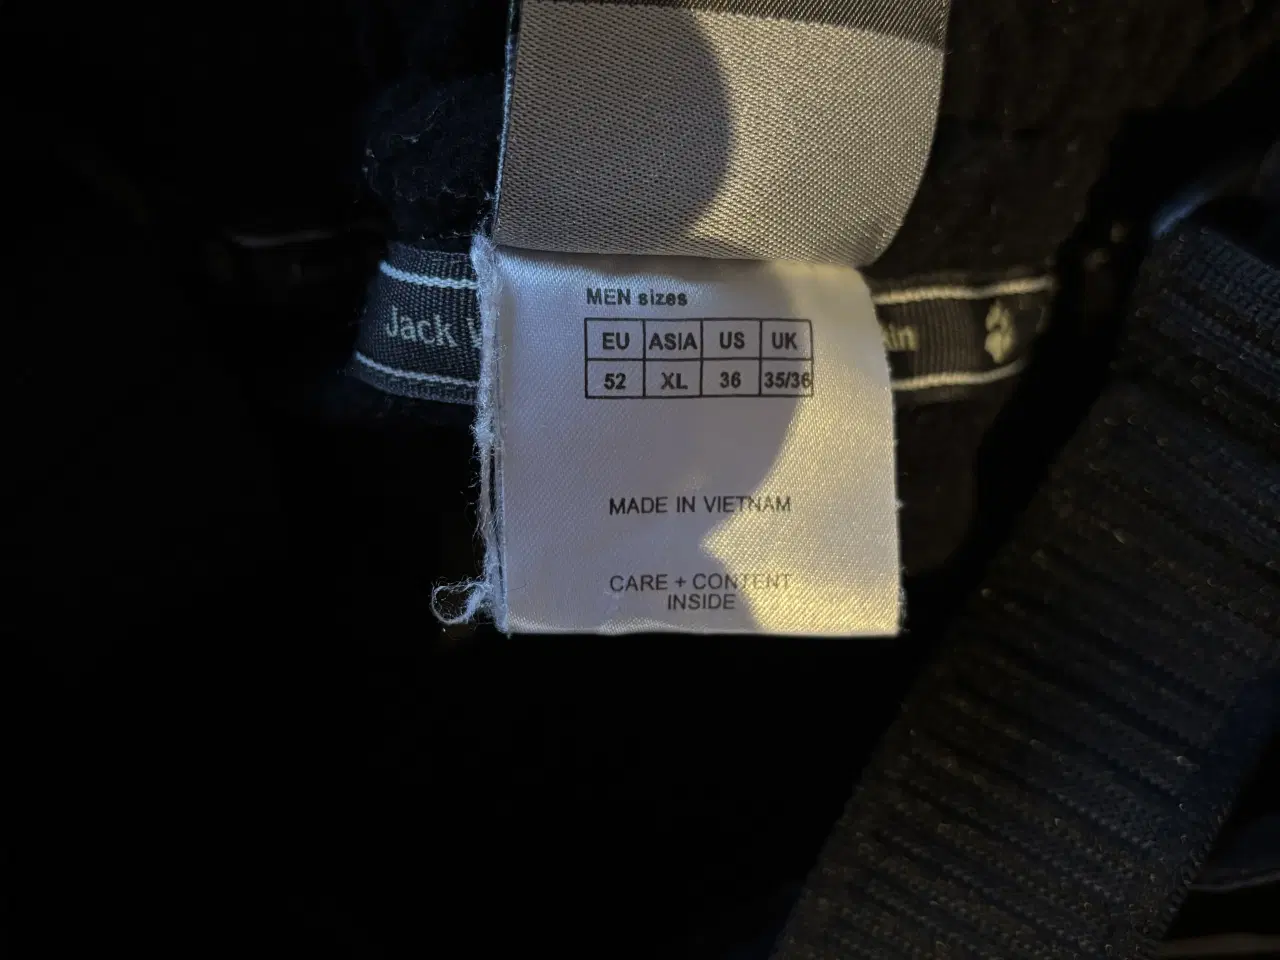 MEN sizes
EU ASIA US UK
52 XL 36 35/36
Jack
MADE IN VIETNAM
CARE + CONTENT
INSIDE